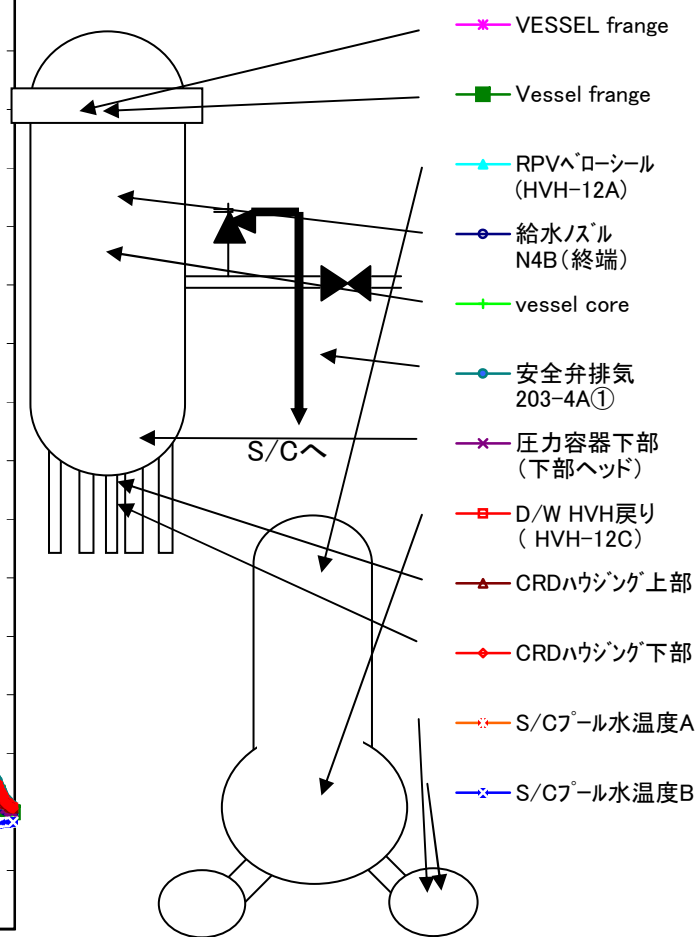 VESSEL frange
Vessel frange
RPVベローシール
(HVH-12A)
給水ノズル
N4B(終端)
vessel core
安全弁排気
203-4A①
S/Cへ
圧力容器下部
(下部ヘッド)
D/W HVH戻り
( HVH-12C)
CRDハウジング上部
CRDハウジング下部
S/Cプール水温度A
S/Cプール水温度B